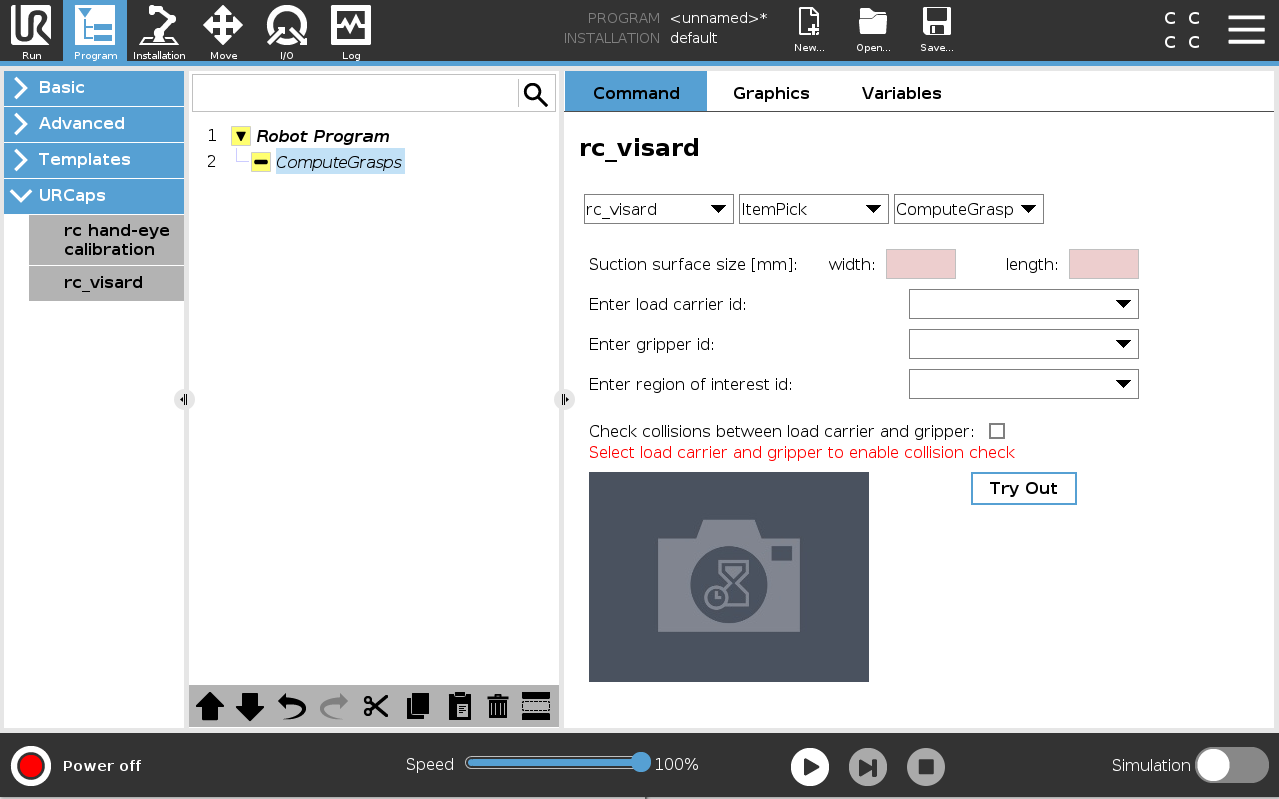 PROGRAM <unnamed>*
INSTALLATION default
Run Program Installation Move I/O Log New... Open... Save...
C C
C C
Basic
Advanced
Templates
URCaps
rc hand-eye
calibration
rc_visard
1 Robot Program
2 ComputeGrasps
Command Graphics Variables
rc_visard
rc_visard ItemPick ComputeGrasp
Suction surface size [mm]: width: length:
Enter load carrier id:
Enter gripper id:
Enter region of interest id:
Check collisions between load carrier and gripper:
Select load carrier and gripper to enable collision check
Try Out
Power off Speed 100% Simulation